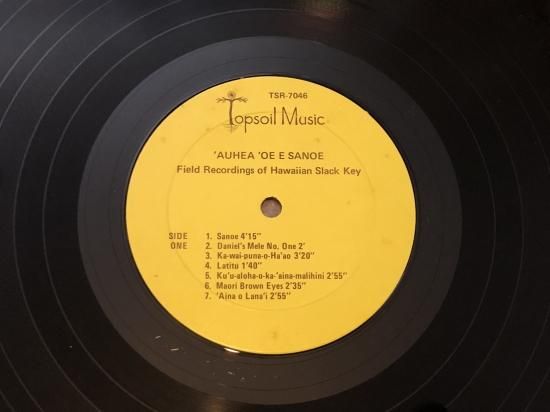 TSR-7046
Topsoil Music
'AUHEA 'OE E SANOE
Field Recordings of Hawaiian Slack Key
SIDE ONE
1. Sanoe 4'15"
2. Daniel's Mele No. One 2'
3. Ka-wai-puna-o-Ha'ao 3'20"
4. Latitu 1'40"
5. Ku'u-aloha-o-ka-'aina-malihini 2'55"
6. Maori Brown Eyes 2'35"
7. 'Aina o Lana'i 2'55"